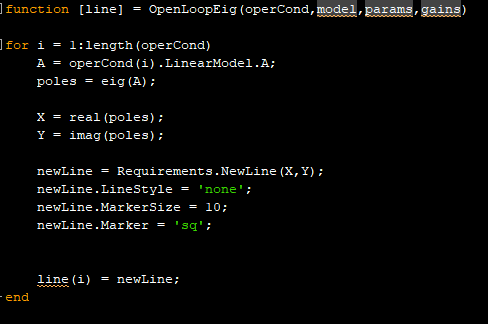 function [line] = OpenLoopEig(operCond,model,params,gains)
for i = 1:length(operCond)
A = operCond(i).LinearModel.A;
poles = eig(A);
X = real(poles);
Y = imag(poles);
newLine = Requirements.NewLine(X,Y);
newLine.LineStyle = 'none';
newLine.MarkerSize = 10;
newLine.Marker = 'sq';
line(i) = newLine;
end